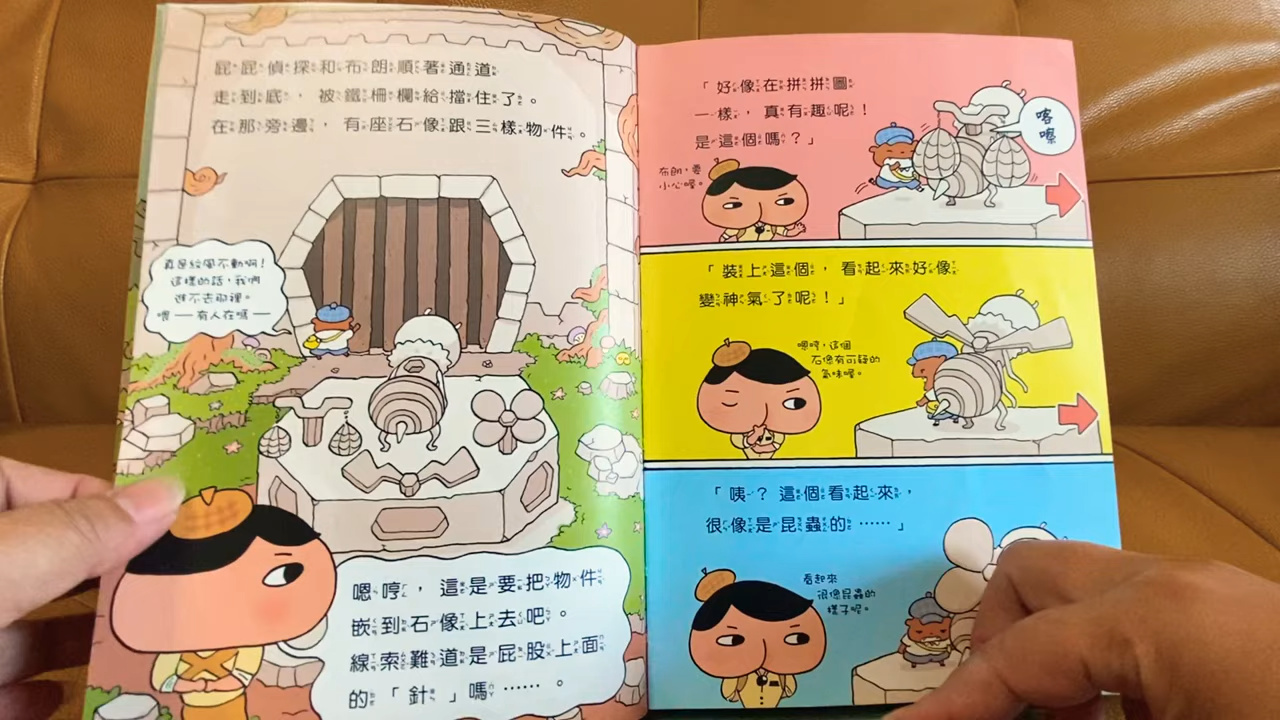 屁屁偵探和布朗順著通道
走到底，被鐵柵欄給擋住了。
在那旁邊，有座石像跟三樣物件。
真是紋風不動啊！
這樣的話，我們
進不去那裡。
喂——有人在嗎——
嗯哼，這是要把物件
嵌到石像上去吧。
線索難道是屁股上面
的「針」嗎……。
「好像在拼拼圖
一樣，真有趣呢！
是這個嗎？」
喀
嚓
布朗，要
小心喔。
「裝上這個，看起來好像
變神氣了呢！」
嗯哼，這個
石像有可疑的
氣味喔。
「咦？這個看起來，
很像是昆蟲的……」
看起來
很像昆蟲的
樣子呢。